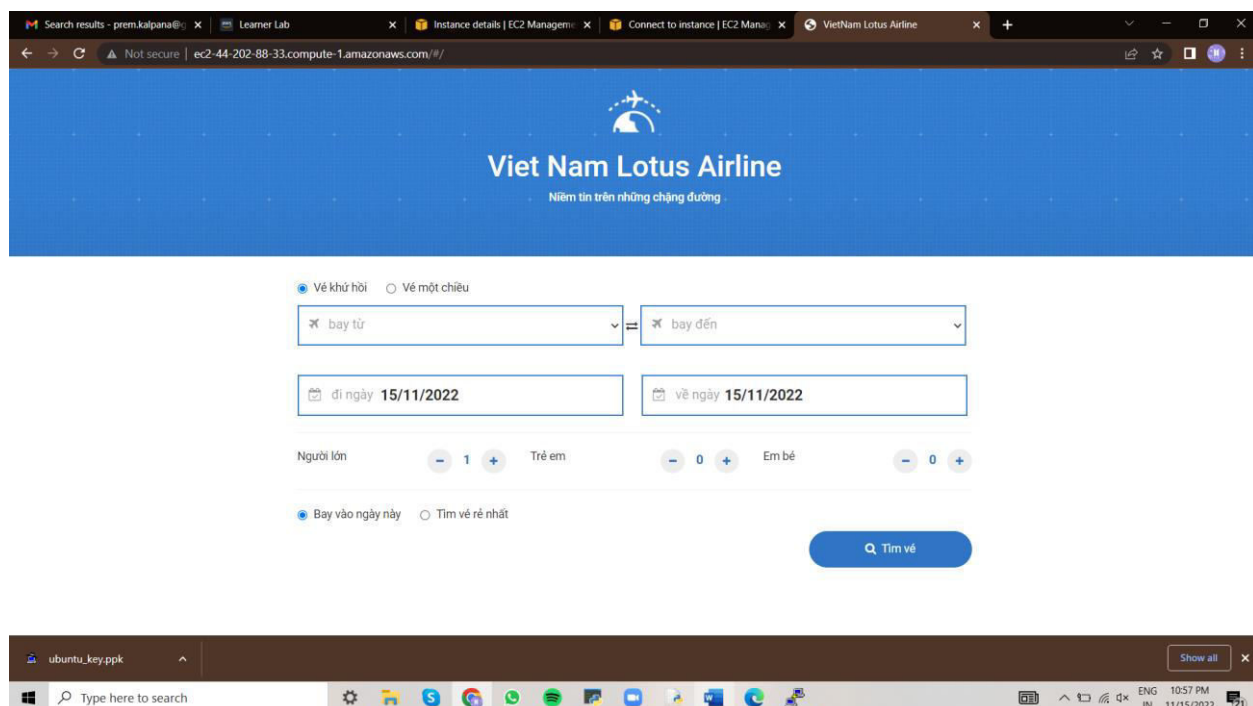 Search results - prem.kalpana@g
Learner Lab
Instance details | EC2 Manageme
Connect to instance | EC2 Manag
VietNam Lotus Airline
Not secure | ec2-44-202-88-33.compute-1.amazonaws.com/#/
Viet Nam Lotus Airline
Niềm tin trên những chặng đường
Vé khứ hồi Vé một chiều
bay từ bay đến
đi ngày 15/11/2022 về ngày 15/11/2022
Người lớn - 1 + Trẻ em - 0 + Em bé - 0 +
Bay vào ngày này Tìm vé rẻ nhất
Tìm vé
ubuntu_key.ppk Show all
Type here to search
ENG 10:57 PM
IN 11/15/2022
21